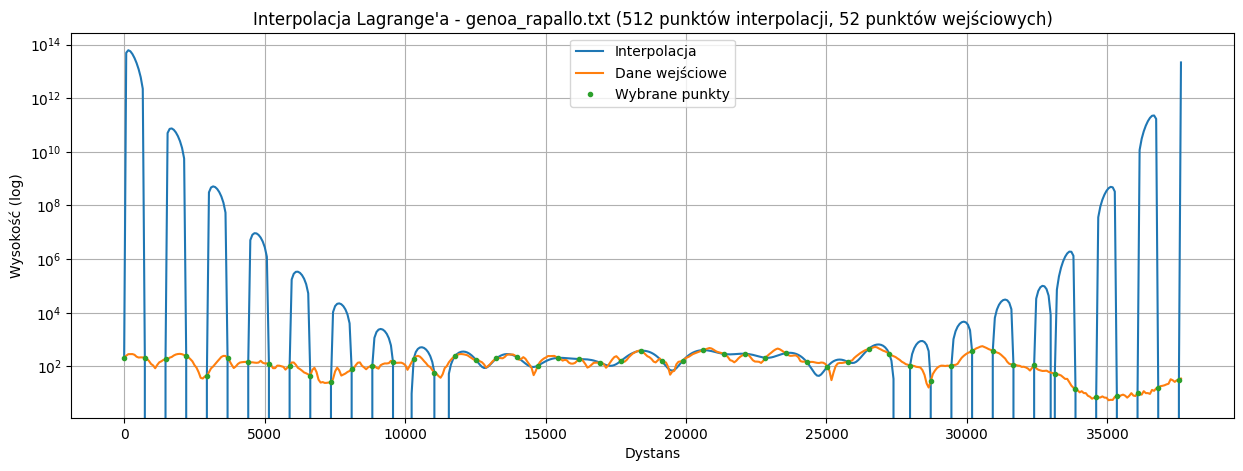 Interpolacja Lagrange'a - genoa_rapallo.txt (512 punktów interpolacji, 52 punktów wejściowych)
Interpolacja
Dane wejściowe
Wybrane punkty
Wysokość (log)
10^14
10^12
10^10
10^8
10^6
10^4
10^2
0 5000 10000 15000 20000 25000 30000 35000
Dystans